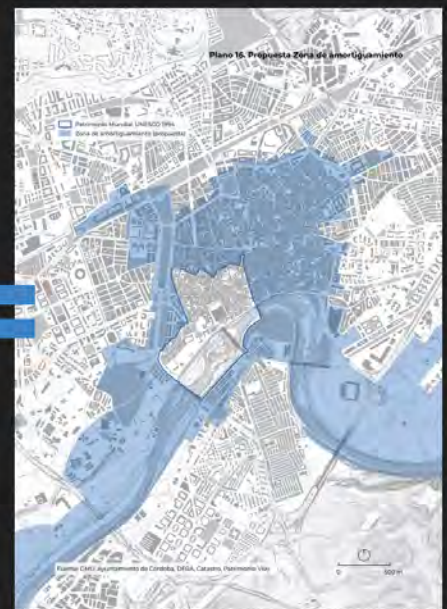 Plano 16. Propuesta Zona de amortiguamiento
Patrimonio Mundial UNESCO 1994
Zona de amortiguamiento (propuesta)
Fuente: GMU Ayuntamiento de Córdoba, DERA, Catastro, Patrimonio
0 500 m